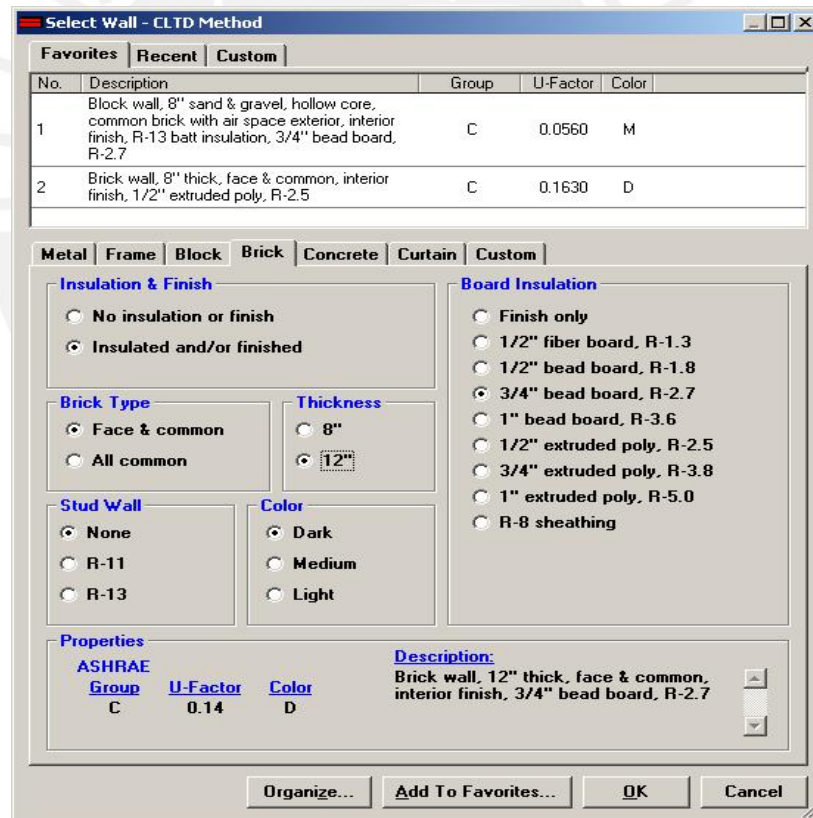 Select Wall - CLTD Method
Favorites Recent Custom
No. Description Group U-Factor Color
1 Block wall, 8" sand & gravel, hollow core, common brick with air space exterior, interior finish, R-13 batt insulation, 3/4" bead board, R-2.7 C 0.0560 M
2 Brick wall, 8" thick, face & common, interior finish, 1/2" extruded poly, R-2.5 C 0.1630 D
Metal Frame Block Brick Concrete Curtain Custom
Insulation & Finish
No insulation or finish
Insulated and/or finished
Brick Type
Face & common
All common
Thickness
8"
12"
Stud Wall
None
R-11
R-13
Color
Dark
Medium
Light
Board Insulation
Finish only
1/2" fiber board, R-1.3
1/2" bead board, R-1.8
3/4" bead board, R-2.7
1" bead board, R-3.6
1/2" extruded poly, R-2.5
3/4" extruded poly, R-3.8
1" extruded poly, R-5.0
R-8 sheathing
Properties
ASHRAE
Group U-Factor Color
C 0.14 D
Description:
Brick wall, 12" thick, face & common,
interior finish, 3/4" bead board, R-2.7
Organize... Add To Favorites... OK Cancel